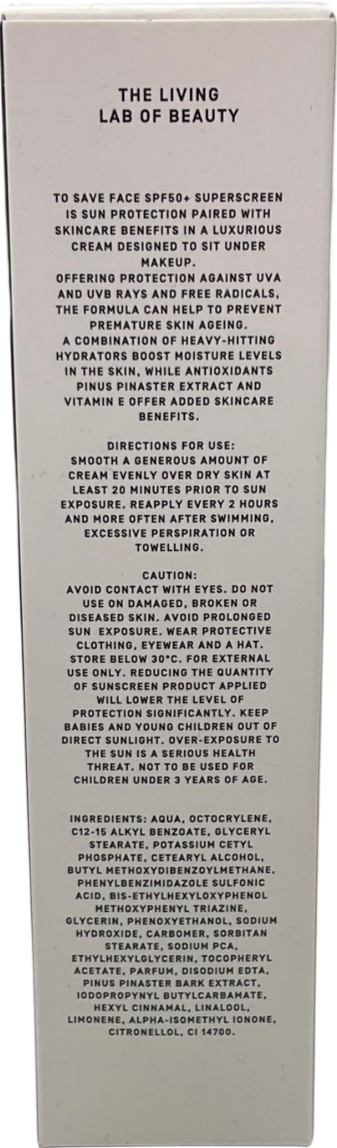 THE LIVING
LAB OF BEAUTY
TO SAVE FACE SPF50+ SUPERSCREEN
IS SUN PROTECTION PAIRED WITH
SKINCARE BENEFITS IN A LUXURIOUS
CREAM DESIGNED TO SIT UNDER
MAKEUP.
OFFERING PROTECTION AGAINST UVA
AND UVB RAYS AND FREE RADICALS,
THE FORMULA CAN HELP TO PREVENT
PREMATURE SKIN AGEING.
A COMBINATION OF HEAVY-HITTING
HYDRATORS BOOST MOISTURE LEVELS
IN THE SKIN, WHILE ANTIOXIDANTS
PINUS PINASTER EXTRACT AND
VITAMIN E OFFER ADDED SKINCARE
BENEFITS.
DIRECTIONS FOR USE:
SMOOTH A GENEROUS AMOUNT OF
CREAM EVENLY OVER DRY SKIN AT
LEAST 20 MINUTES PRIOR TO SUN
EXPOSURE. REAPPLY EVERY 2 HOURS
AND MORE OFTEN AFTER SWIMMING,
EXCESSIVE PERSPIRATION OR
TOWELLING.
CAUTION:
AVOID CONTACT WITH EYES. DO NOT
USE ON DAMAGED, BROKEN OR
DISEASED SKIN. AVOID PROLONGED
SUN EXPOSURE. WEAR PROTECTIVE
CLOTHING, EYEWEAR AND A HAT.
STORE BELOW 30°C. FOR EXTERNAL
USE ONLY. REDUCING THE QUANTITY
OF SUNSCREEN PRODUCT APPLIED
WILL LOWER THE LEVEL OF
PROTECTION SIGNIFICANTLY. KEEP
BABIES AND YOUNG CHILDREN OUT OF
DIRECT SUNLIGHT. OVER-EXPOSURE TO
THE SUN IS A SERIOUS HEALTH
THREAT. NOT TO BE USED FOR
CHILDREN UNDER 3 YEARS OF AGE.
INGREDIENTS: AQUA, OCTOCRYLENE,
C12-15 ALKYL BENZOATE, GLYCERYL
STEARATE, POTASSIUM CETYL
PHOSPHATE, CETEARYL ALCOHOL,
BUTYL METHOXYDIBENZOYLMETHANE,
PHENYLBENZIMIDAZOLE SULFONIC
ACID, BIS-ETHYLHEXYLOXYPHENOL
METHOXYPHENYL TRIAZINE,
GLYCERIN, PHENOXYETHANOL, SODIUM
HYDROXIDE, CARBOMER, SORBITAN
STEARATE, SODIUM PCA,
ETHYLHEXYLGLYCERIN, TOCOPHERYL
ACETATE, PARFUM, DISODIUM EDTA,
PINUS PINASTER BARK EXTRACT,
IODOPROPYNYL BUTYLCARBAMATE,
HEXYL CINNAMAL, LINALOOL,
LIMONENE, ALPHA-ISOMETHYL IONONE,
CITRONELLOL, CI 14700.